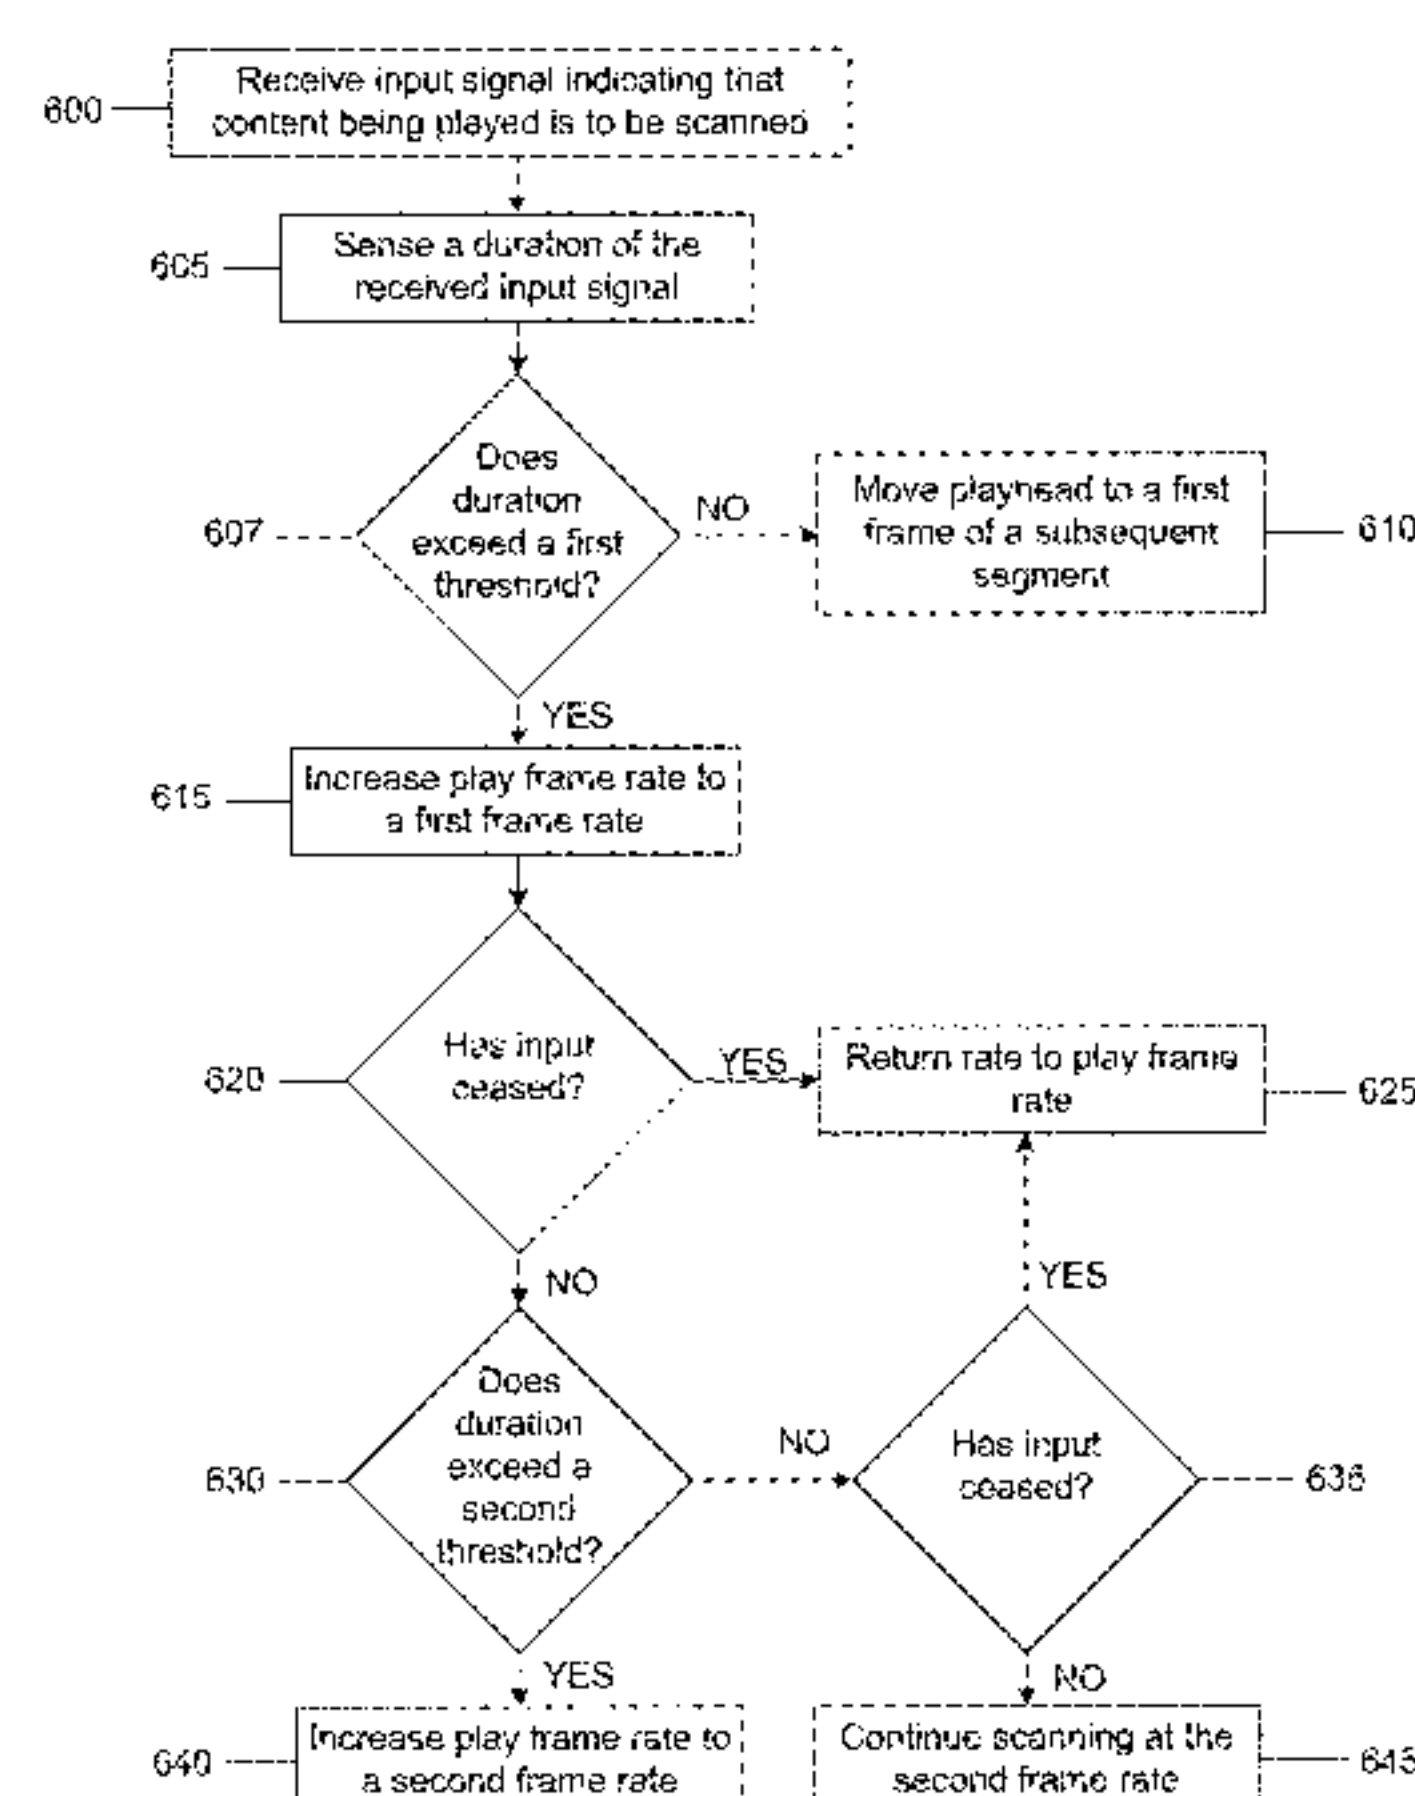 600
Receive input signal indicating that
content being played is to be scanned
605
Sense a duration of the
received input signal
607
Does
duration
exceed a first
threshold?
NO
Move playhead to a first
frame of a subsequent
segment
610
YES
615
Increase play frame rate to
a first frame rate
620
Has input
ceased?
YES
Return rate to play frame
rate
625
NO
YES
630
Does
duration
exceed a
second
threshold?
NO
Has input
ceased?
635
YES
NO
640
Increase play frame rate to
a second frame rate
Continue scanning at the
second frame rate
645